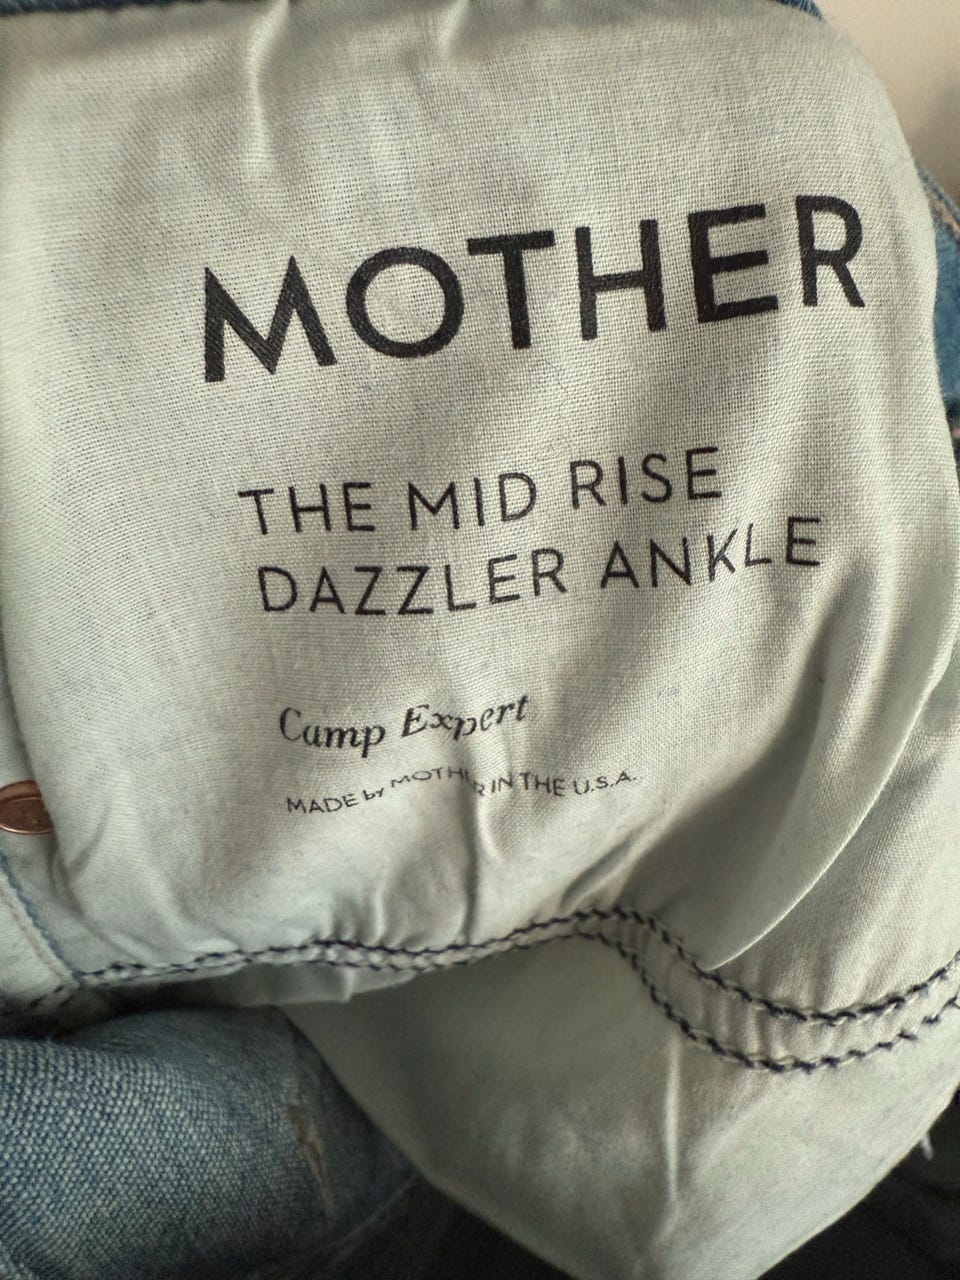 MOTHER
THE MID RISE
DAZZLER ANKLE
Camp Expert
MADE by MOTHER IN THE U.S.A.